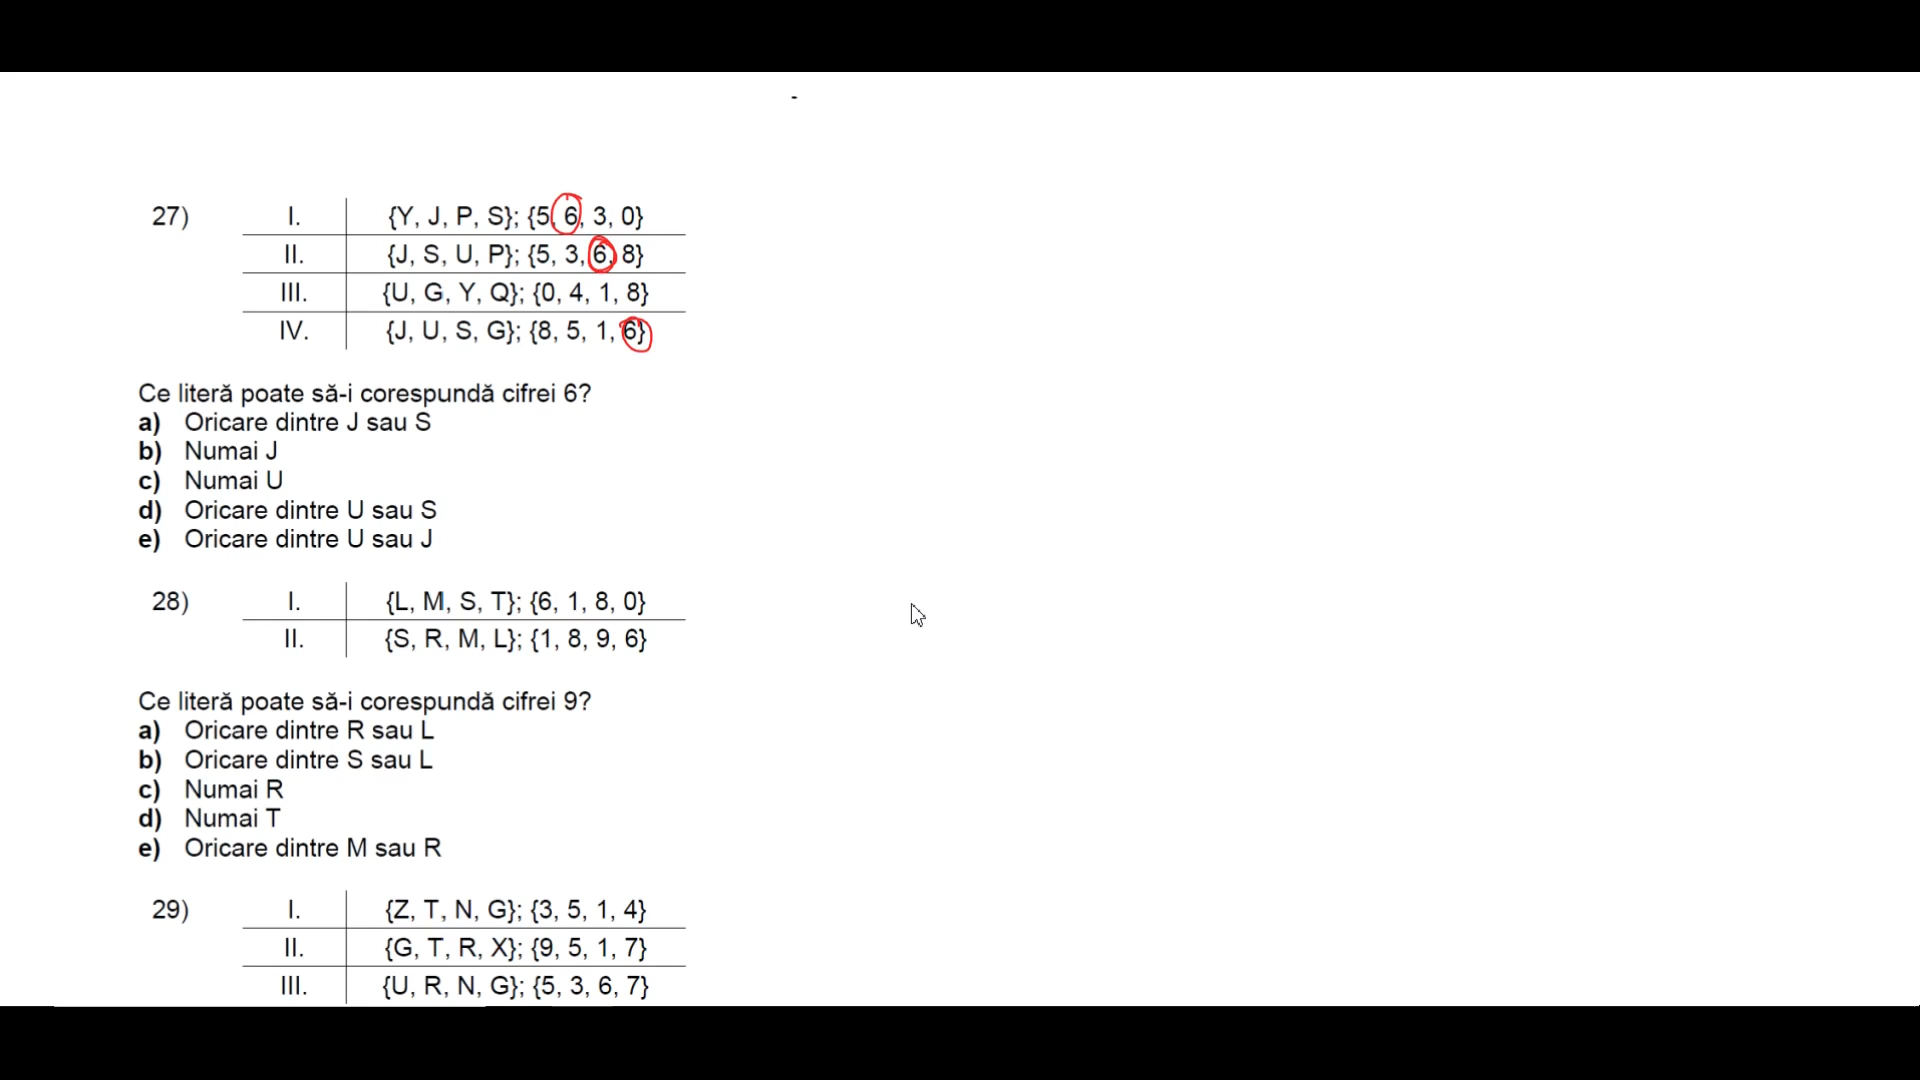 27) I. {Y, J, P, S}; {5, 6, 3, 0}
II. {J, S, U, P}; {5, 3, 6, 8}
III. {U, G, Y, Q}; {0, 4, 1, 8}
IV. {J, U, S, G}; {8, 5, 1, 6}
Ce literă poate să-i corespundă cifrei 6?
a) Oricare dintre J sau S
b) Numai J
c) Numai U
d) Oricare dintre U sau S
e) Oricare dintre U sau J
28) I. {L, M, S, T}; {6, 1, 8, 0}
II. {S, R, M, L}; {1, 8, 9, 6}
Ce literă poate să-i corespundă cifrei 9?
a) Oricare dintre R sau L
b) Oricare dintre S sau L
c) Numai R
d) Numai T
e) Oricare dintre M sau R
29) I. {Z, T, N, G}; {3, 5, 1, 4}
II. {G, T, R, X}; {9, 5, 1, 7}
III. {U, R, N, G}; {5, 3, 6, 7}